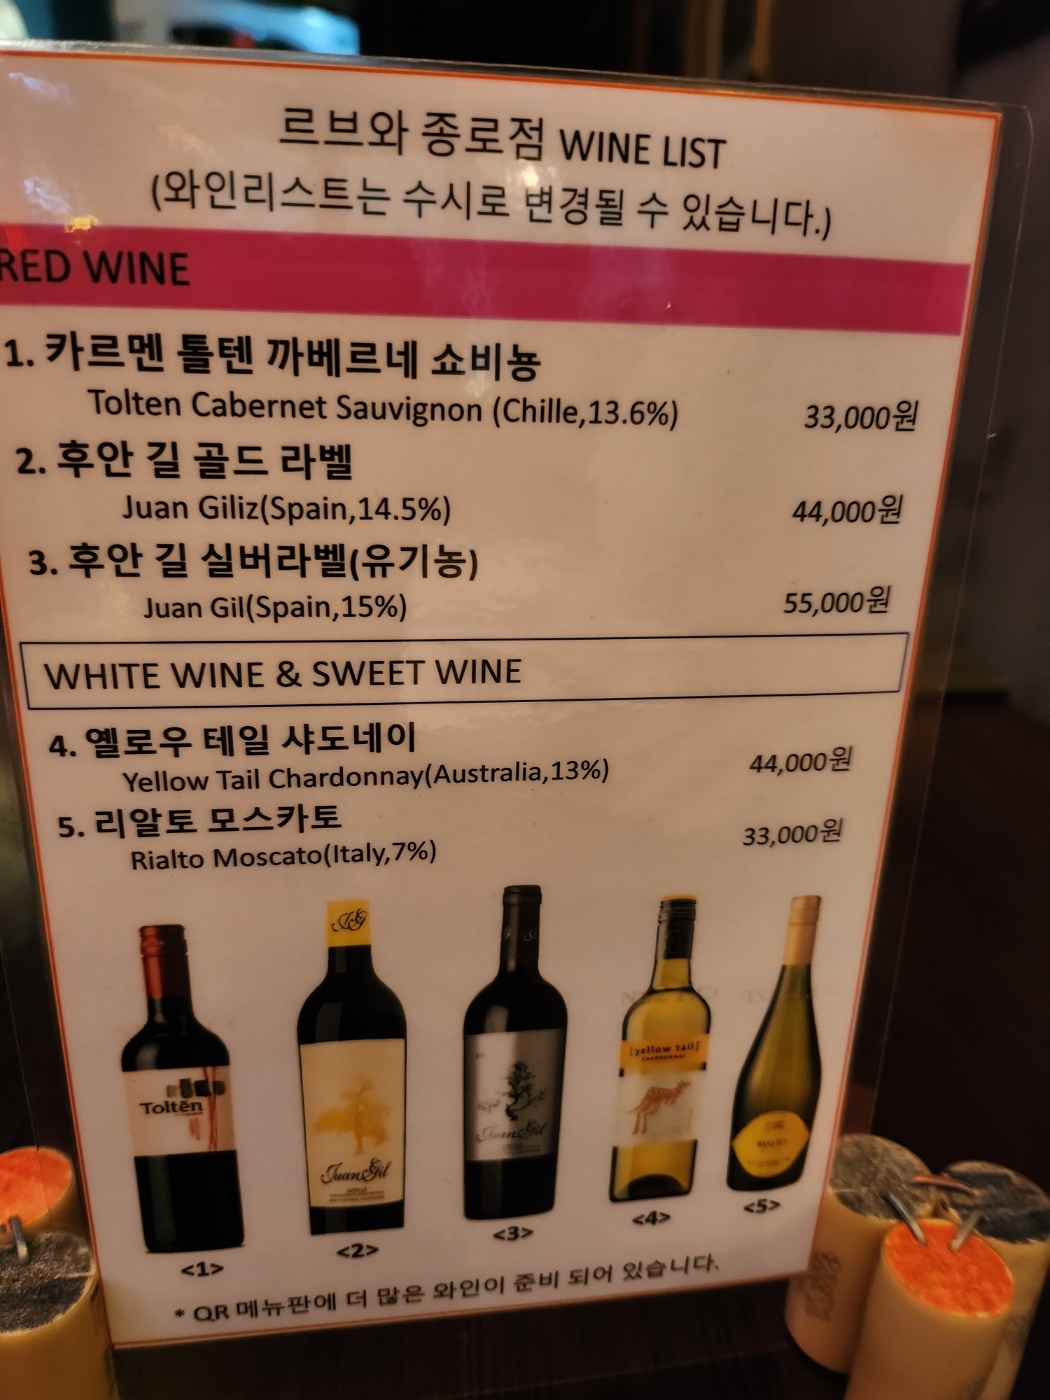 르브와 종로점 WINE LIST
(와인리스트는 수시로 변경될 수 있습니다.)
RED WINE
1. 카르멘 톨텐 까베르네 쇼비뇽
Tolten Cabernet Sauvignon (Chille,13.6%) 33,000원
2. 후안 길 골드 라벨
Juan Giliz(Spain,14.5%) 44,000원
3. 후안 길 실버라벨(유기농)
Juan Gil(Spain,15%) 55,000원
WHITE WINE & SWEET WINE
4. 옐로우 테일 샤도네이
Yellow Tail Chardonnay(Australia,13%) 44,000원
5. 리알토 모스카토
Rialto Moscato(Italy,7%) 33,000원
JG
Toltēn
Juan Gil
Juan Gil
[yellow tail]
CHARDONNAY
<1> <2> <3> <4> <5>
* QR 메뉴판에 더 많은 와인이 준비 되어 있습니다.